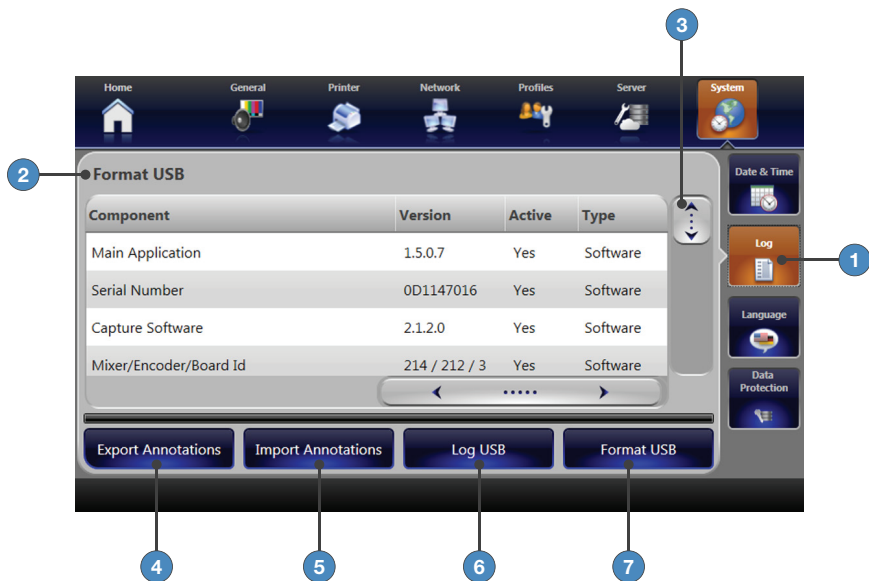 3
Home General Printer Network Profiles Server System
2
Format USB
Date & Time
Component Version Active Type
Main Application 1.5.0.7 Yes Software
Log
1
Serial Number 0D1147016 Yes Software
Capture Software 2.1.2.0 Yes Software
Language
Mixer/Encoder/Board Id 214 / 212 / 3 Yes Software
Data
Protection
Export Annotations Import Annotations Log USB Format USB
4 5 6 7